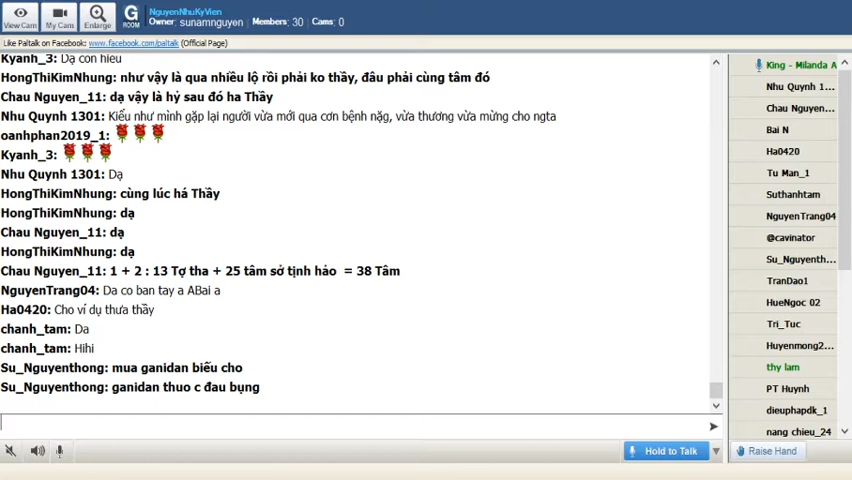 View Cam
My Cam
Enlarge
G
ROOM
NguyenNhuKyVien
Owner: sunamnguyen Members: 30 Cams: 0
Like Paltalk on Facebook: www.facebook.com/paltalk (Official Page)
Kyanh_3: Dạ con hieu
HongThiKimNhung: như vậy là qua nhiều lộ rồi phải ko thầy, đâu phải cùng tâm đó
Chau Nguyen_11: dạ vậy là hỷ sau đó ha Thầy
Nhu Quynh 1301: Kiểu như mình gặp lại người vừa mới qua cơn bệnh nặg, vừa thương vừa mừng cho ngta
oanhphan2019_1:
Kyanh_3:
Nhu Quynh 1301: Dạ
HongThiKimNhung: cùng lúc há Thầy
HongThiKimNhung: dạ
Chau Nguyen_11: dạ
HongThiKimNhung: dạ
Chau Nguyen_11: 1 + 2 : 13 Tợ tha + 25 tâm sở tịnh hảo = 38 Tâm
NguyenTrang04: Da co ban tay a ABai a
Ha0420: Cho ví dụ thưa thầy
chanh_tam: Da
chanh_tam: Hihi
Su_Nguyenthong: mua ganidan biếu cho
Su_Nguyenthong: ganidan thuo c đau bụng
Hold to Talk
King - Milanda A
Nhu Quynh 1...
Chau Nguyen...
Bai N
Ha0420
Tu Man_1
Suthanhtam
NguyenTrang04
@cavinator
Su_Nguyenth...
TranDao1
HueNgoc 02
Tri_Tuc
Huyenmong2...
thy lam
PT Huynh
dieuphapdk_1
nang chieu_24
Raise Hand